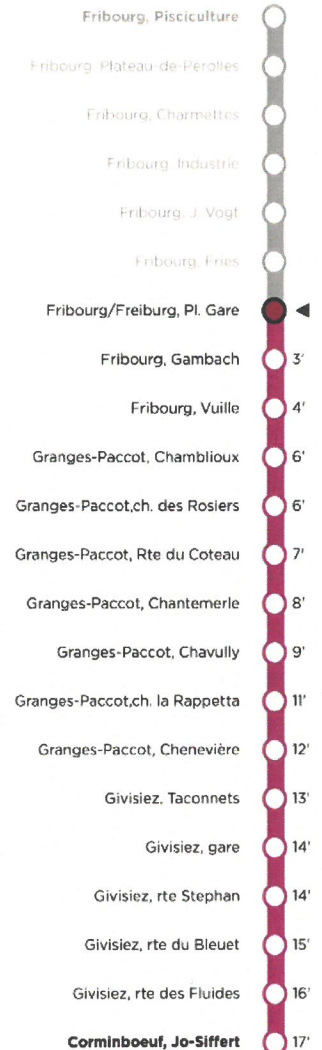 Fribourg, Pisciculture
Fribourg. Plateau-de-Pérolles
Fribourg, Charmettes
Fribourg. Industrie
Fribourg. J. Vogt
Fribourg, Fries
Fribourg/Freiburg, Pl. Gare
Fribourg, Gambach 3'
Fribourg, Vuille 4'
Granges-Paccot, Chamblioux 6'
Granges-Paccot,ch. des Rosiers 6'
Granges-Paccot, Rte du Coteau 7'
Granges-Paccot, Chantemerle 8'
Granges-Paccot, Chavully 9'
Granges-Paccot,ch. la Rappetta 11'
Granges-Paccot, Chenevière 12'
Givisiez, Taconnets 13'
Givisiez, gare 14'
Givisiez, rte Stephan 14'
Givisiez, rte du Bleuet 15'
Givisiez, rte des Fluides 16'
Corminboeuf, Jo-Siffert 17'